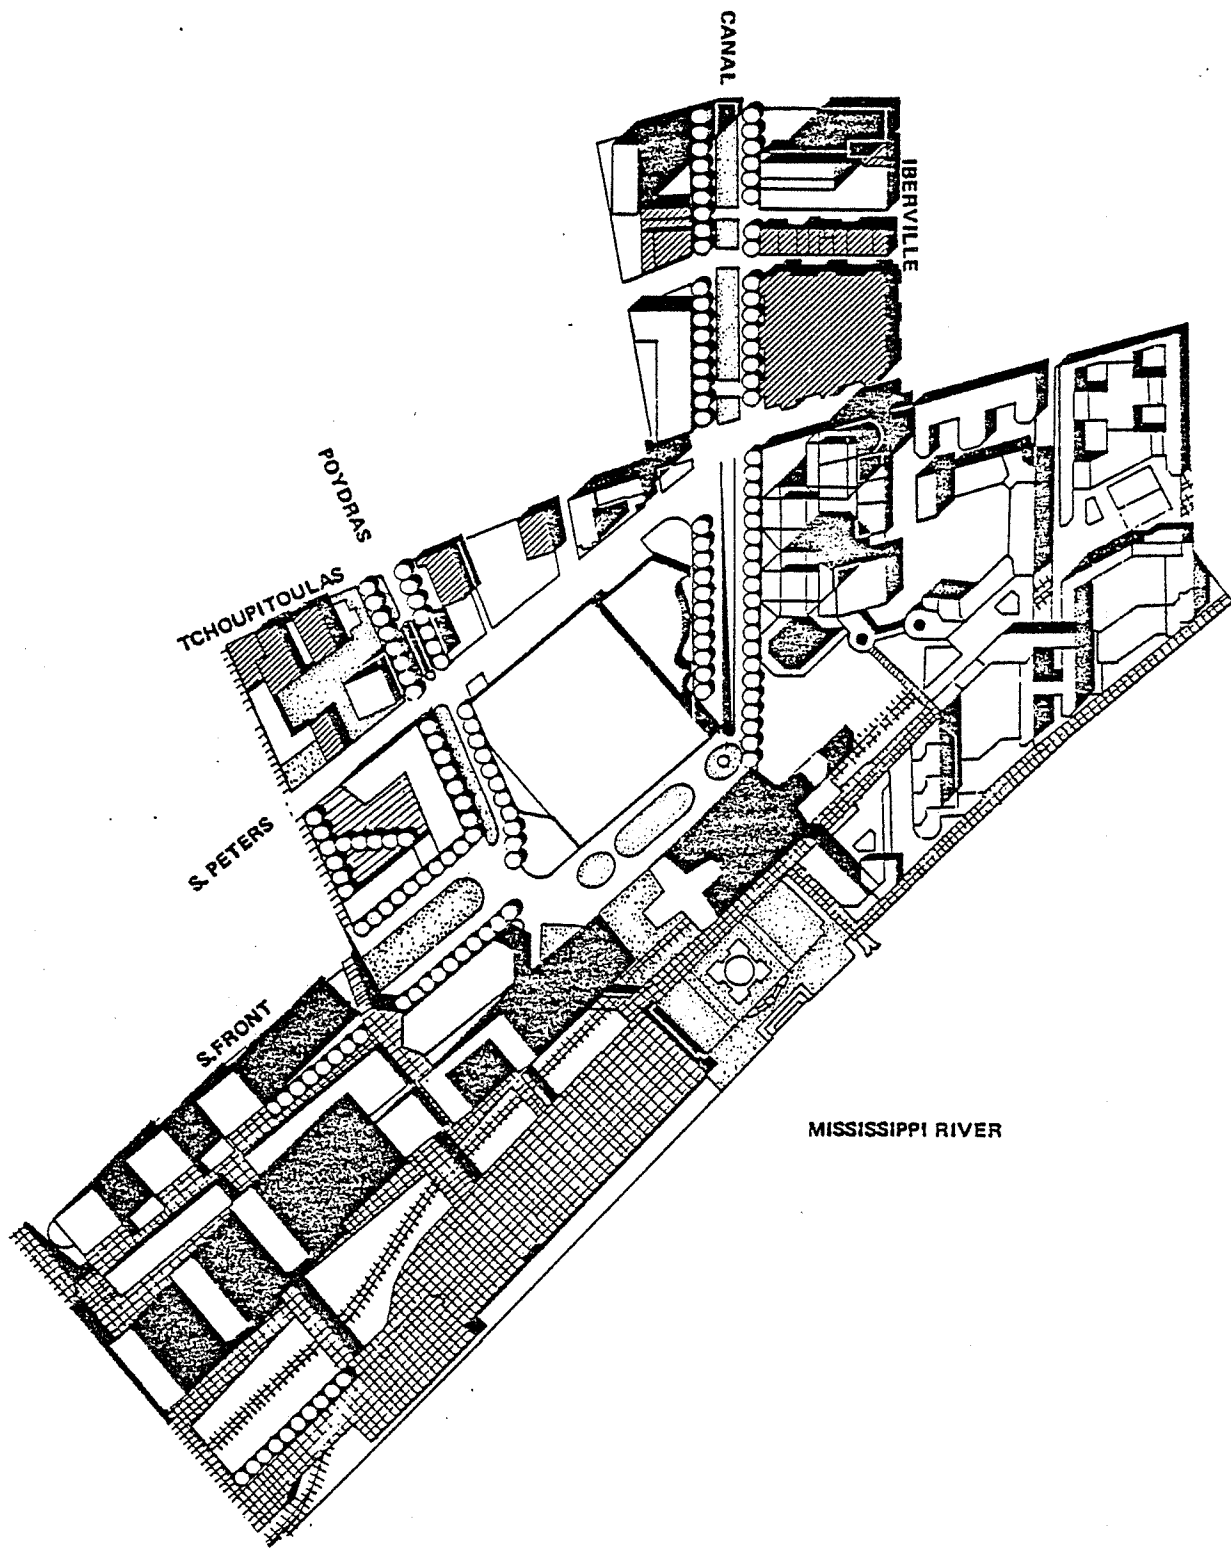 CANAL
IBERVILLE
POYDRAS
TCHOUPITOULAS
S. PETERS
S. FRONT
MISSISSIPPI RIVER